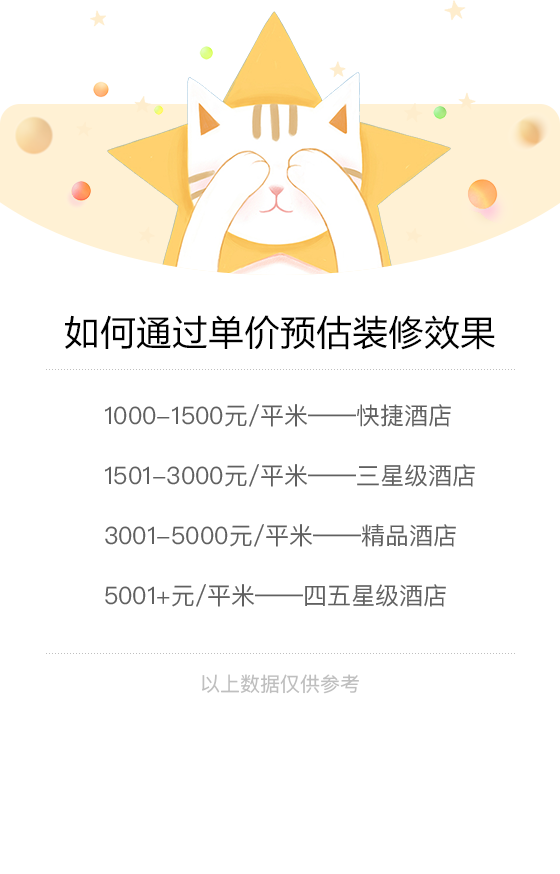 如何通过单价预估装修效果
1000-1500元/平米——快捷酒店
1501-3000元/平米——三星级酒店
3001-5000元/平米——精品酒店
5001+元/平米——四五星级酒店
以上数据仅供参考